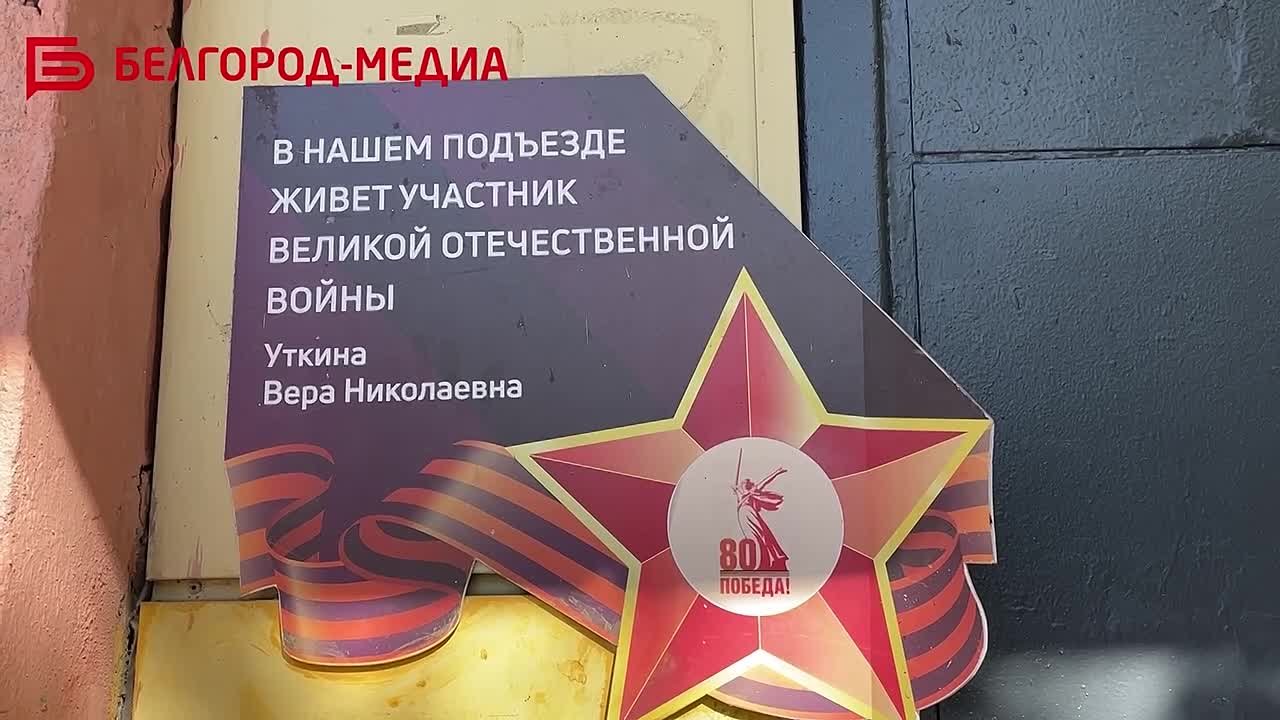 БЕЛГОРОД-МЕДИА
В НАШЕМ ПОДЪЕЗДЕ
ЖИВЕТ УЧАСТНИК
ВЕЛИКОЙ ОТЕЧЕСТВЕННОЙ
ВОЙНЫ
Уткина
Вера Николаевна
80
ПОБЕДА!